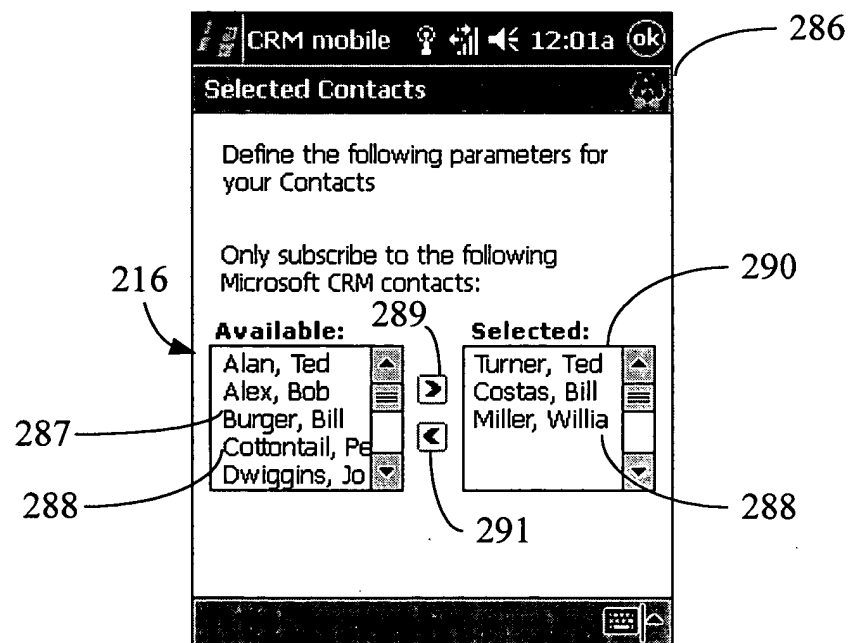 CRM mobile 12:01a ok
286
Selected Contacts
Define the following parameters for
your Contacts
Only subscribe to the following
Microsoft CRM contacts:
216
289
290
Available:
Selected:
Alan, Ted
Alex, Bob
Burger, Bill
Cottontail, Pe
Dwiggins, Jo
Turner, Ted
Costas, Bill
Miller, Willia
287
288
288
291